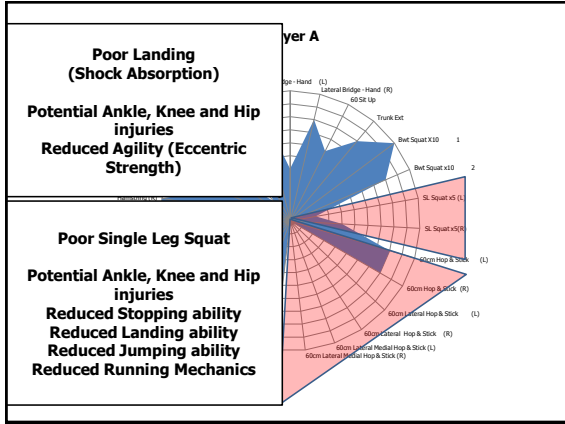 yer A
Poor Landing
(Shock Absorption)
Potential Ankle, Knee and Hip
injuries
Reduced Agility (Eccentric
Strength)
Poor Single Leg Squat
Potential Ankle, Knee and Hip
injuries
Reduced Stopping ability
Reduced Landing ability
Reduced Jumping ability
Reduced Running Mechanics
dge - Hand (L)
Lateral Bridge - Hand (R)
60 Sit Up
Trunk Ext
Bwt Squat X10 1
Bwt Squat x10 2
SL Squat x5 (L)
SL Squat x5(R)
60cm Hop & Stick (L)
60cm Hop & Stick (R)
60cm Lateral Hop & Stick (L)
60cm Lateral Hop & Stick (R)
60cm Lateral Medial Hop & Stick (L)
60cm Lateral Medial Hop & Stick (R)